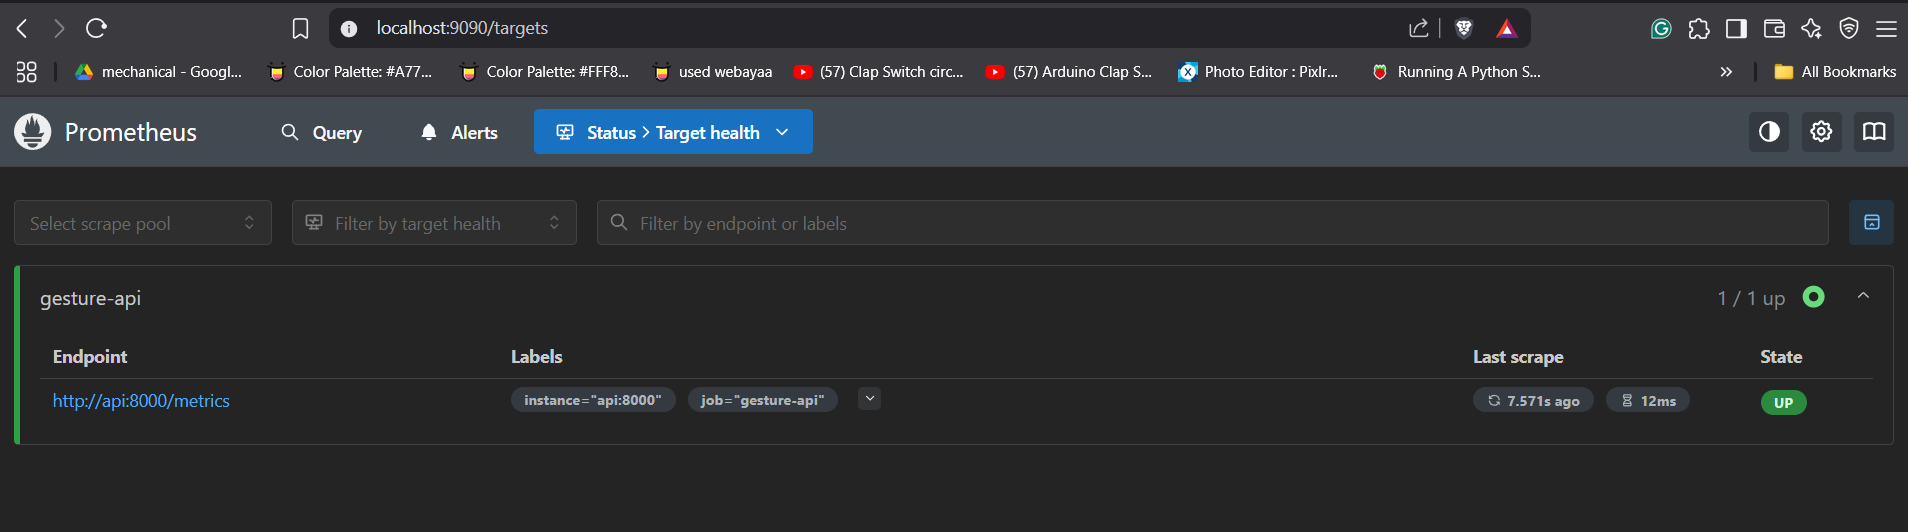 localhost:9090/targets
mechanical - Googl... Color Palette: #A77... Color Palette: #FFF8... used webayaa (57) Clap Switch circ... (57) Arduino Clap S... Photo Editor : Pixlr... Running A Python S... » All Bookmarks
Prometheus Query Alerts Status > Target health
Select scrape pool Filter by target health Filter by endpoint or labels
gesture-api 1 / 1 up
Endpoint Labels Last scrape State
http://api:8000/metrics instance="api:8000" job="gesture-api" 7.571s ago 12ms UP